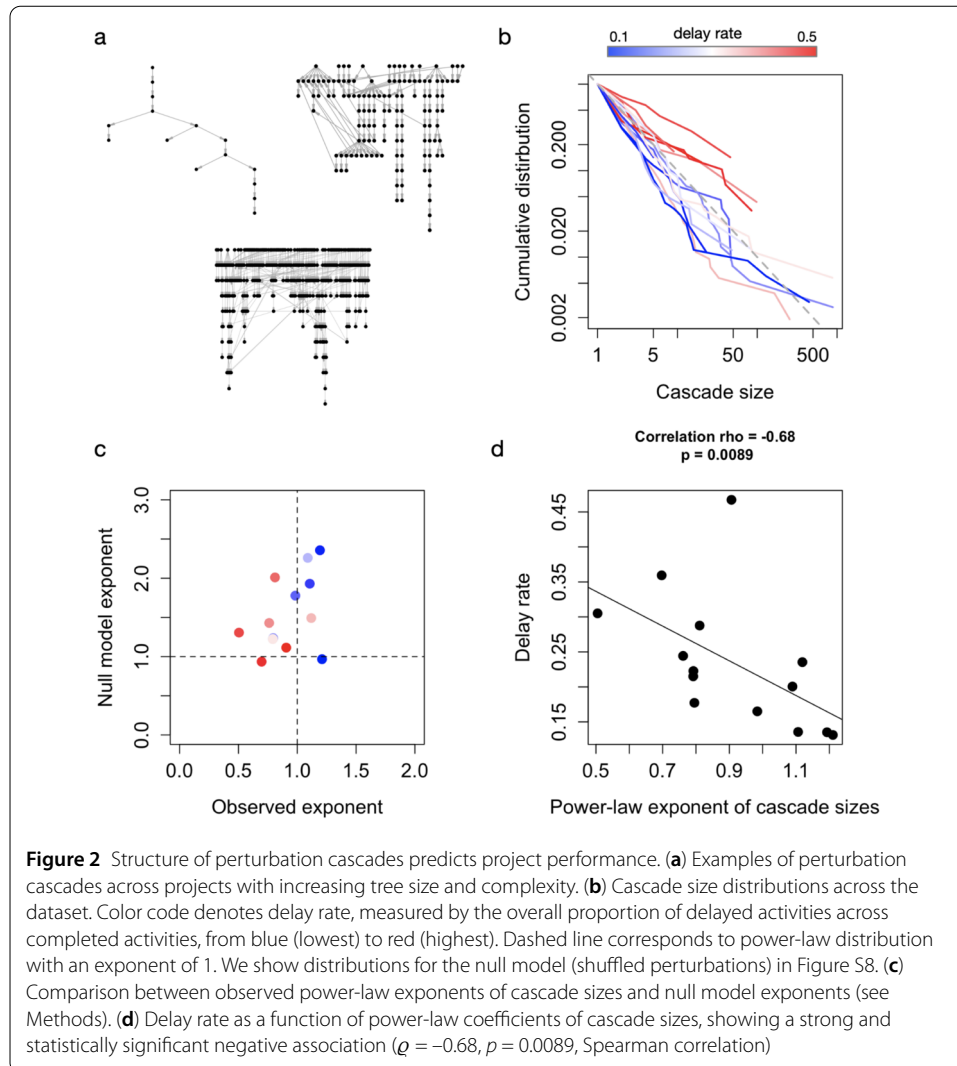 a
b
delay rate
0.1
0.5
Cumulative distribution
0.200
0.020
0.002
1 5 50 500
Cascade size
c
Null model exponent
3.0
2.0
1.0
0.0
0.0 0.5 1.0 1.5 2.0
Observed exponent
d
Correlation rho = -0.68
p = 0.0089
Delay rate
0.45
0.35
0.25
0.15
0.5 0.7 0.9 1.1
Power-law exponent of cascade sizes
Figure 2 Structure of perturbation cascades predicts project performance. (a) Examples of perturbation
cascades across projects with increasing tree size and complexity. (b) Cascade size distributions across the
dataset. Color code denotes delay rate, measured by the overall proportion of delayed activities across
completed activities, from blue (lowest) to red (highest). Dashed line corresponds to power-law distribution
with an exponent of 1. We show distributions for the null model (shuffled perturbations) in Figure S8. (c)
Comparison between observed power-law exponents of cascade sizes and null model exponents (see
Methods). (d) Delay rate as a function of power-law coefficients of cascade sizes, showing a strong and
statistically significant negative association (ϱ = –0.68, p = 0.0089, Spearman correlation)